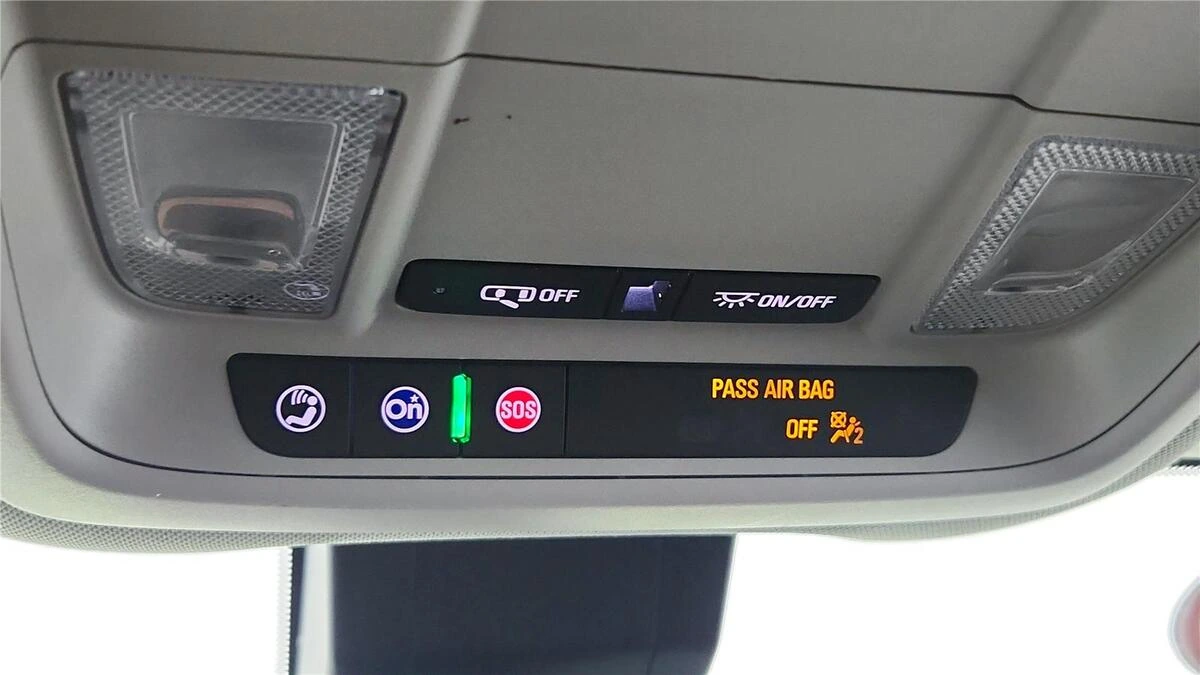 OFF
ON/OFF
On
SOS
PASS AIR BAG
OFF 2